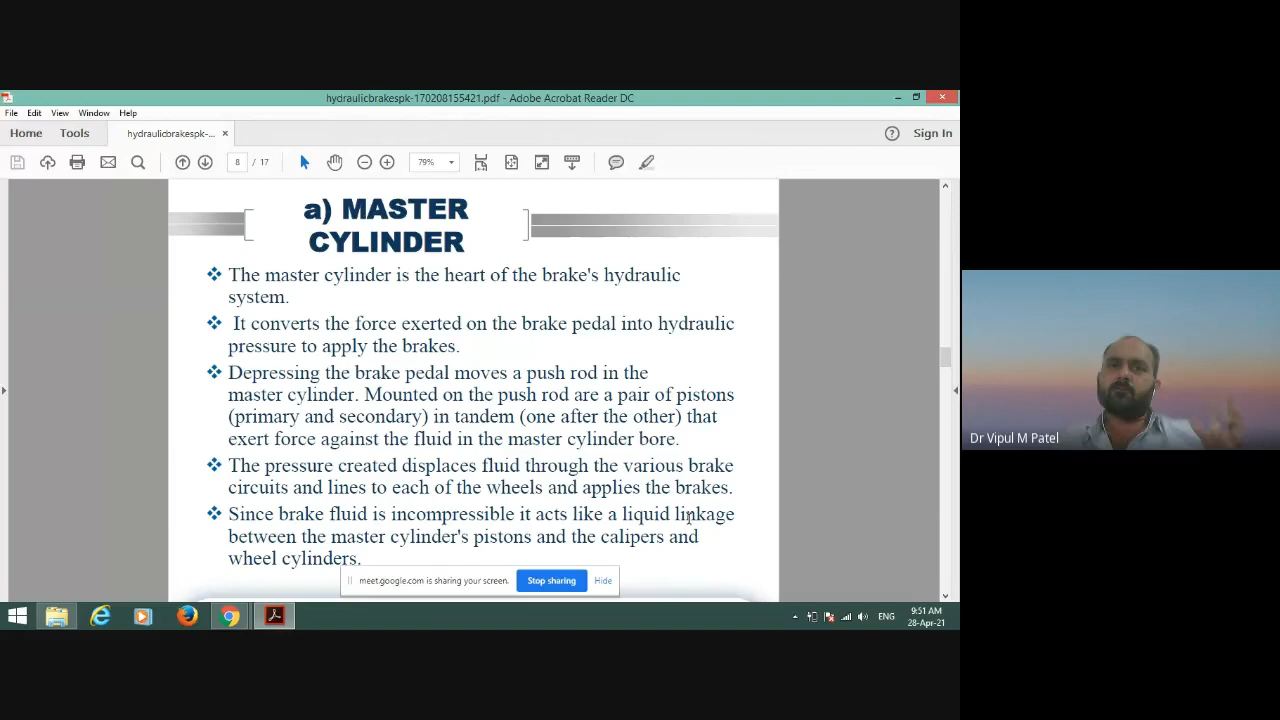 hydraulicbrakespk-170208155421.pdf - Adobe Acrobat Reader DC
File Edit View Window Help
Home Tools hydraulicbrakespk-... × Sign In
8 / 17 79%
a) MASTER
CYLINDER
The master cylinder is the heart of the brake's hydraulic
system.
It converts the force exerted on the brake pedal into hydraulic
pressure to apply the brakes.
Depressing the brake pedal moves a push rod in the
master cylinder. Mounted on the push rod are a pair of pistons
(primary and secondary) in tandem (one after the other) that
exert force against the fluid in the master cylinder bore.
The pressure created displaces fluid through the various brake
circuits and lines to each of the wheels and applies the brakes.
Since brake fluid is incompressible it acts like a liquid linkage
between the master cylinder's pistons and the calipers and
wheel cylinders.
meet.google.com is sharing your screen. Stop sharing Hide
ENG 9:51 AM
28-Apr-21
Dr Vipul M Patel